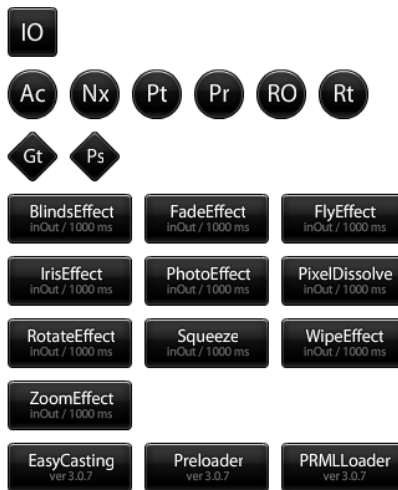 IO
Ac Nx Pt Pr RO Rt
Gt Ps
BlindsEffect FadeEffect FlyEffect
inOut / 1000 ms inOut / 1000 ms inOut / 1000 ms
IrisEffect PhotoEffect PixelDissolve
inOut / 1000 ms inOut / 1000 ms inOut / 1000 ms
RotateEffect Squeeze WipeEffect
inOut / 1000 ms inOut / 1000 ms inOut / 1000 ms
ZoomEffect
inOut / 1000 ms
EasyCasting Preloader PRMLLoader
ver 3.0.7 ver 3.0.7 ver 3.0.7